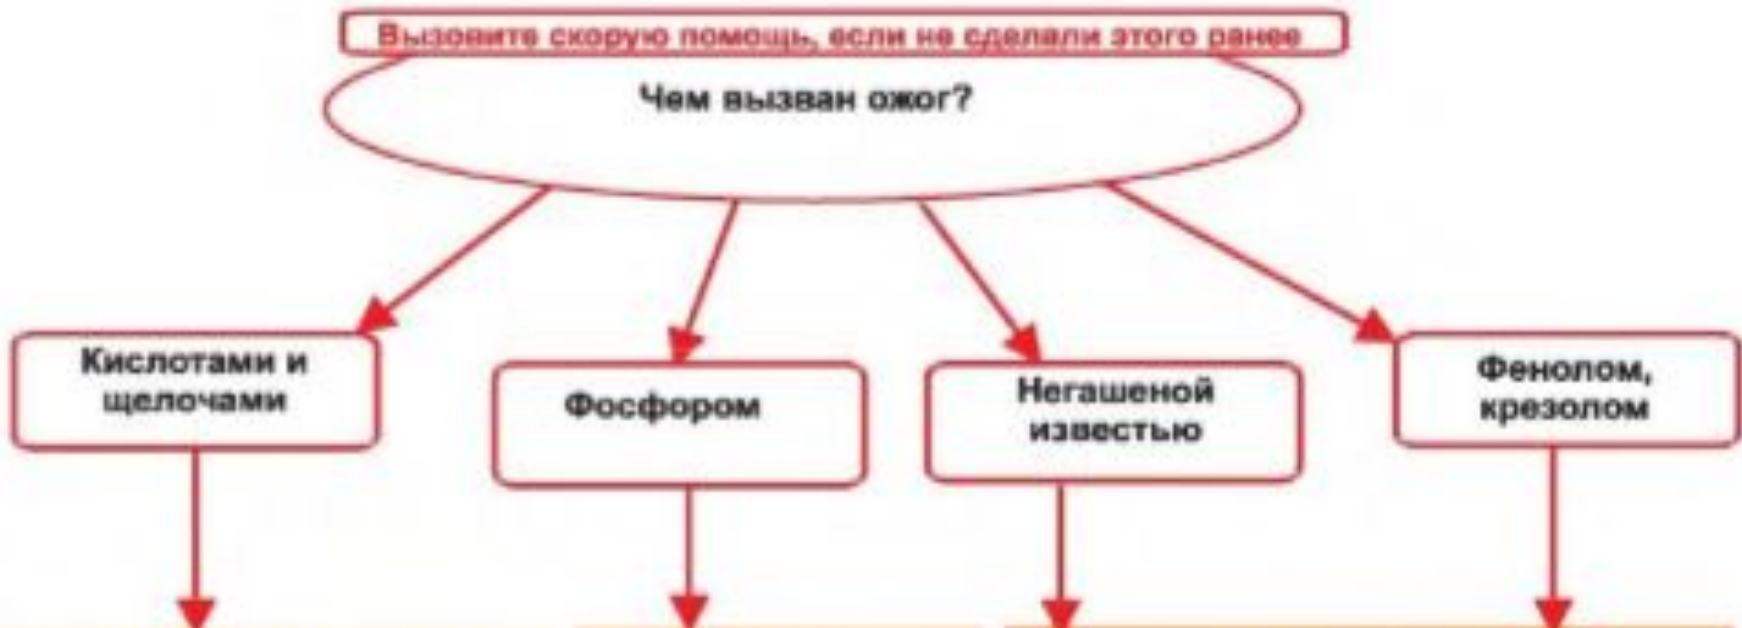 Вызовите скорую помощь, если не сделали этого ранее
Чем вызван ожог?
Кислотами и
щелочами
Фосфором
Негашеной
известью
Фенолом,
крезолом